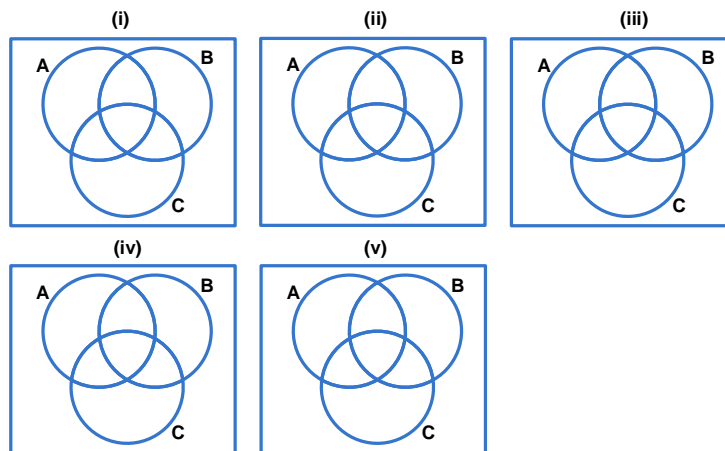 (i) (ii) (iii)
A B A B A B
C C C
(iv) (v)
A B A B
C C